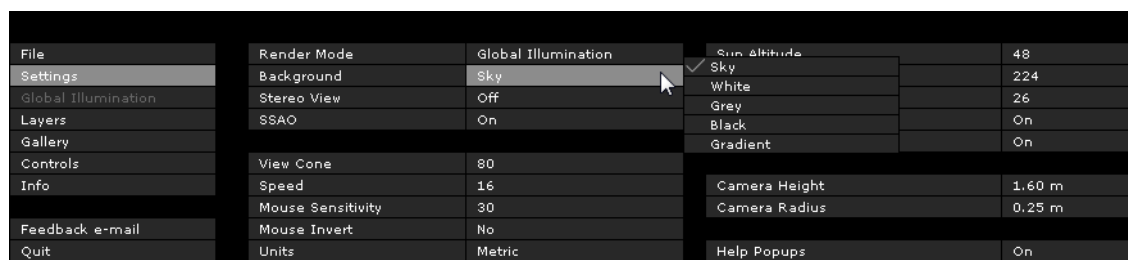 File
Settings
Global Illumination
Layers
Gallery
Controls
Info
Feedback e-mail
Quit
Render Mode Global Illumination
Background Sky
Stereo View Off
SSAO On
View Cone 80
Speed 16
Mouse Sensitivity 30
Mouse Invert No
Units Metric
Sky
White
Grey
Black
Gradient
Sun Altitude 48
224
26
On
On
Camera Height 1.60 m
Camera Radius 0.25 m
Help Popups On